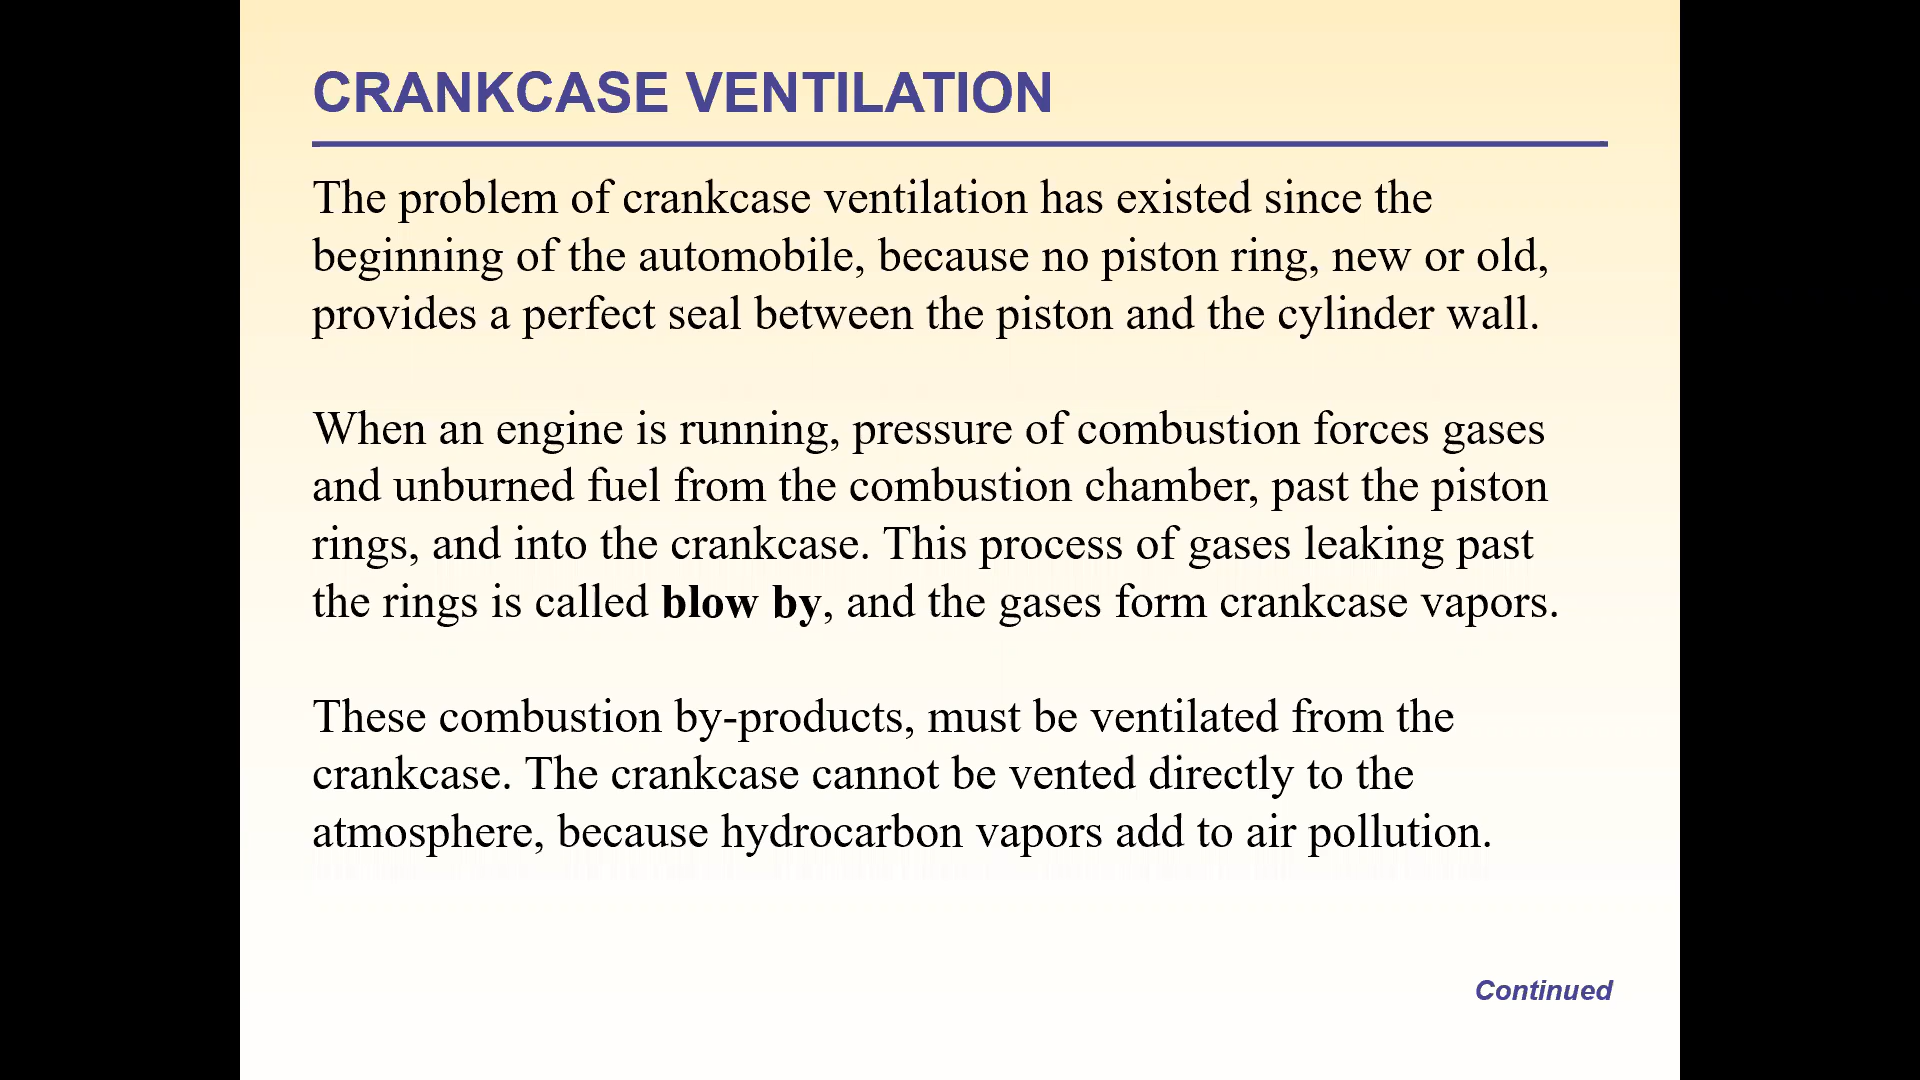 CRANKCASE VENTILATION
The problem of crankcase ventilation has existed since the
beginning of the automobile, because no piston ring, new or old,
provides a perfect seal between the piston and the cylinder wall.
When an engine is running, pressure of combustion forces gases
and unburned fuel from the combustion chamber, past the piston
rings, and into the crankcase. This process of gases leaking past
the rings is called blow by, and the gases form crankcase vapors.
These combustion by-products, must be ventilated from the
crankcase. The crankcase cannot be vented directly to the
atmosphere, because hydrocarbon vapors add to air pollution.
Continued